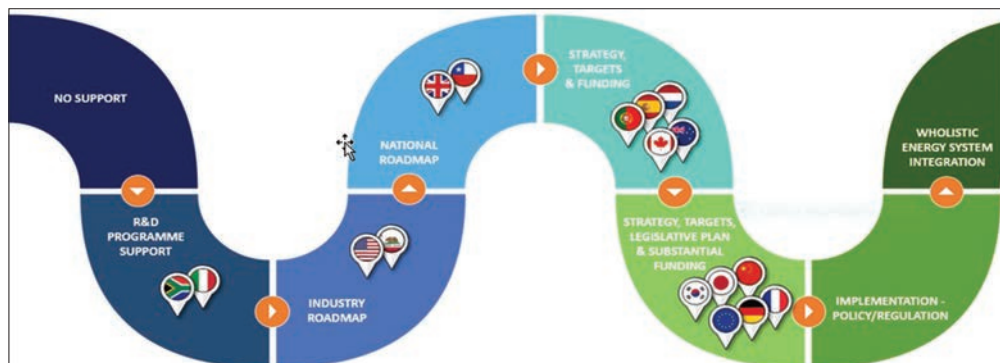 NO SUPPORT
R&D
PROGRAMME
SUPPORT
INDUSTRY
ROADMAP
NATIONAL
ROADMAP
STRATEGY,
TARGETS
& FUNDING
STRATEGY, TARGETS,
LEGISLATIVE PLAN
& SUBSTANTIAL
FUNDING
IMPLEMENTATION -
POLICY/REGULATION
WHOLISTIC
ENERGY SYSTEM
INTEGRATION